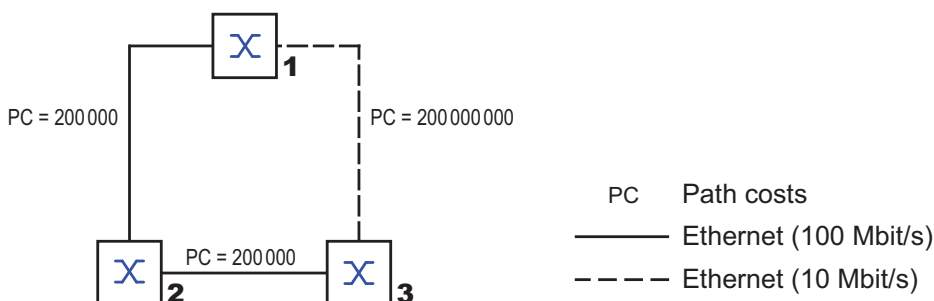 1
PC = 200 000
PC = 200 000 000
PC = 200 000
2
3
PC Path costs
Ethernet (100 Mbit/s)
Ethernet (10 Mbit/s)